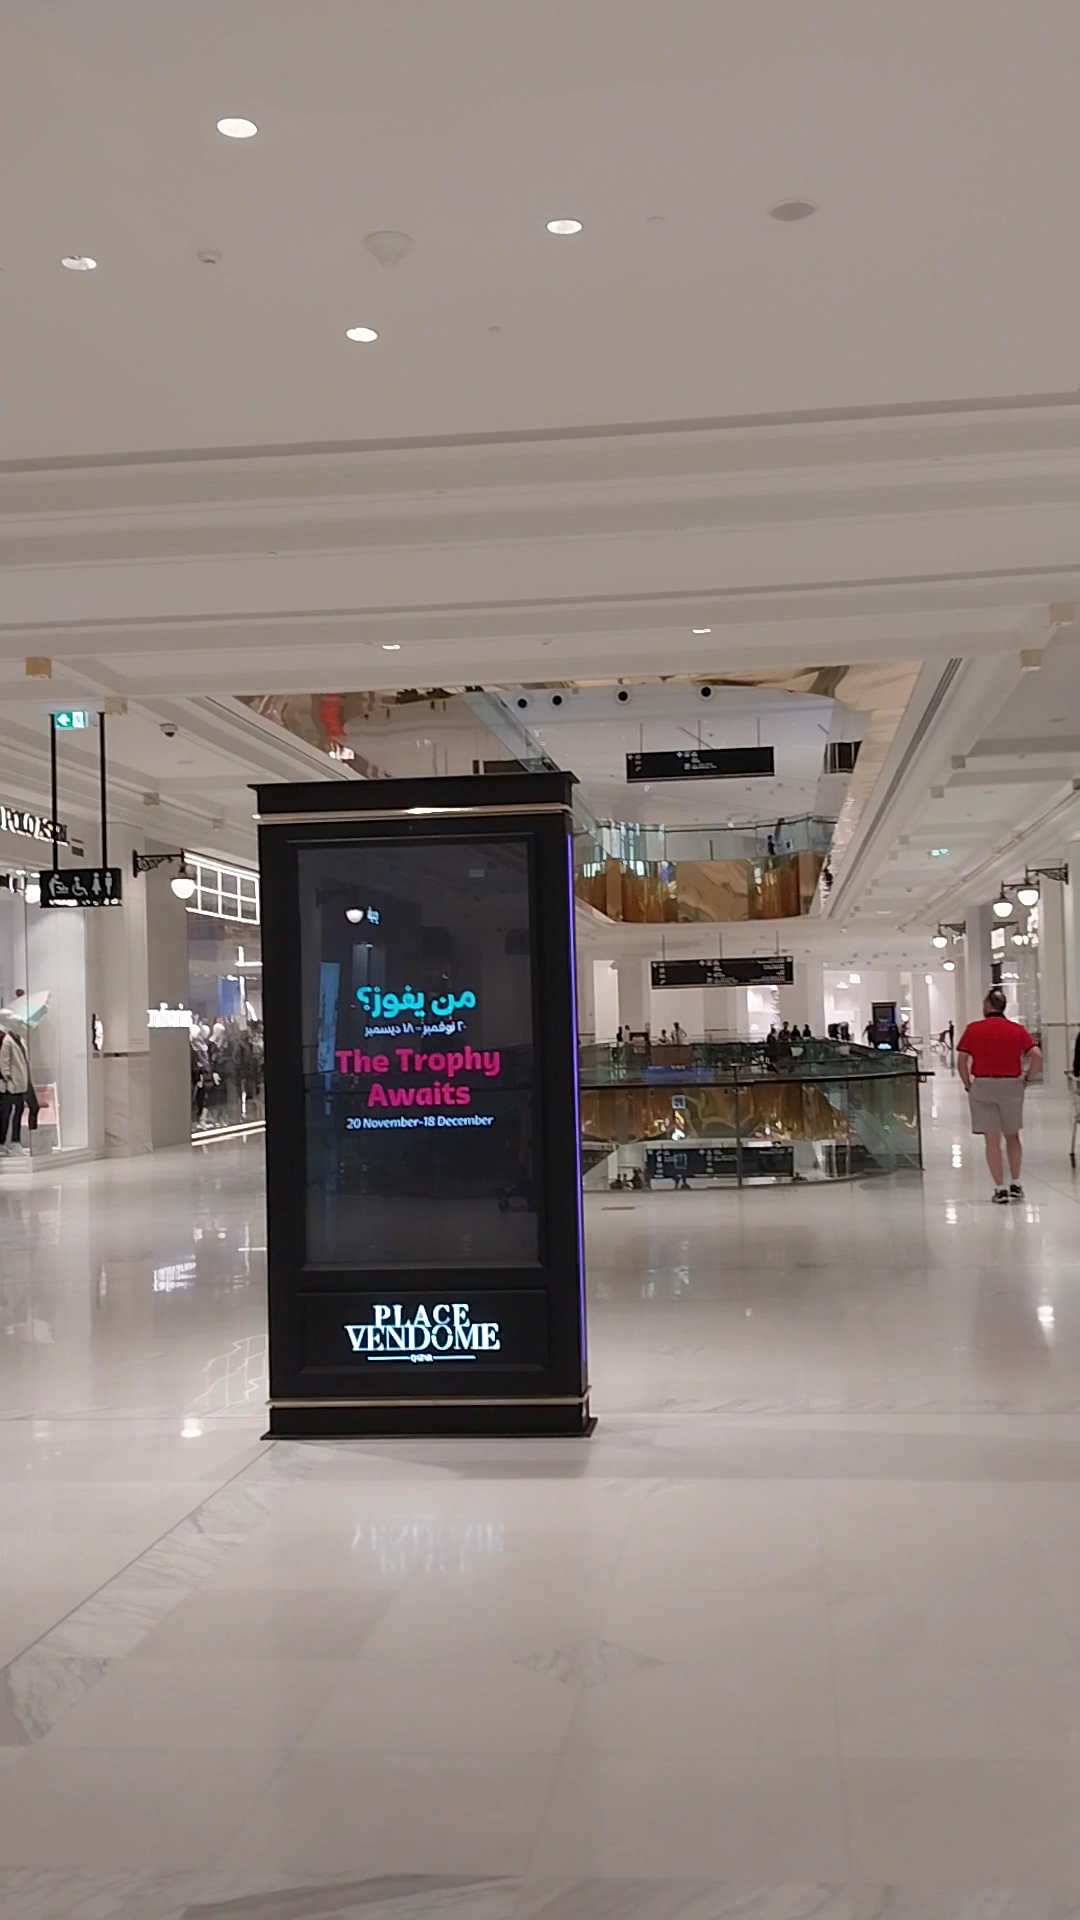 من يفوز؟
٢٠ نوفمبر - ١٨ ديسمبر
The Trophy
Awaits
20 November-18 December
PLACE
VENDOME
QATAR